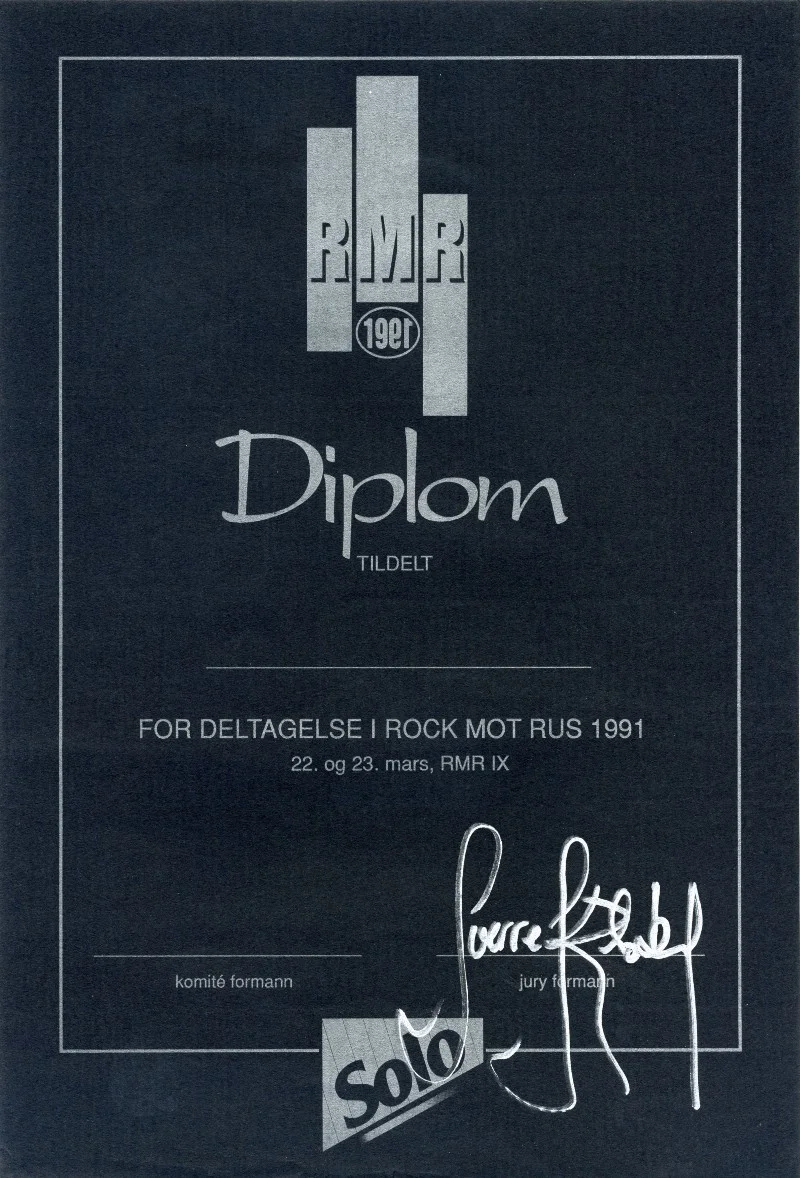 RMR
1991
Diplom
TILDELT
FOR DELTAGELSE I ROCK MOT RUS 1991
22. og 23. mars, RMR IX
Sverre
komité formann
jury formann
Solo